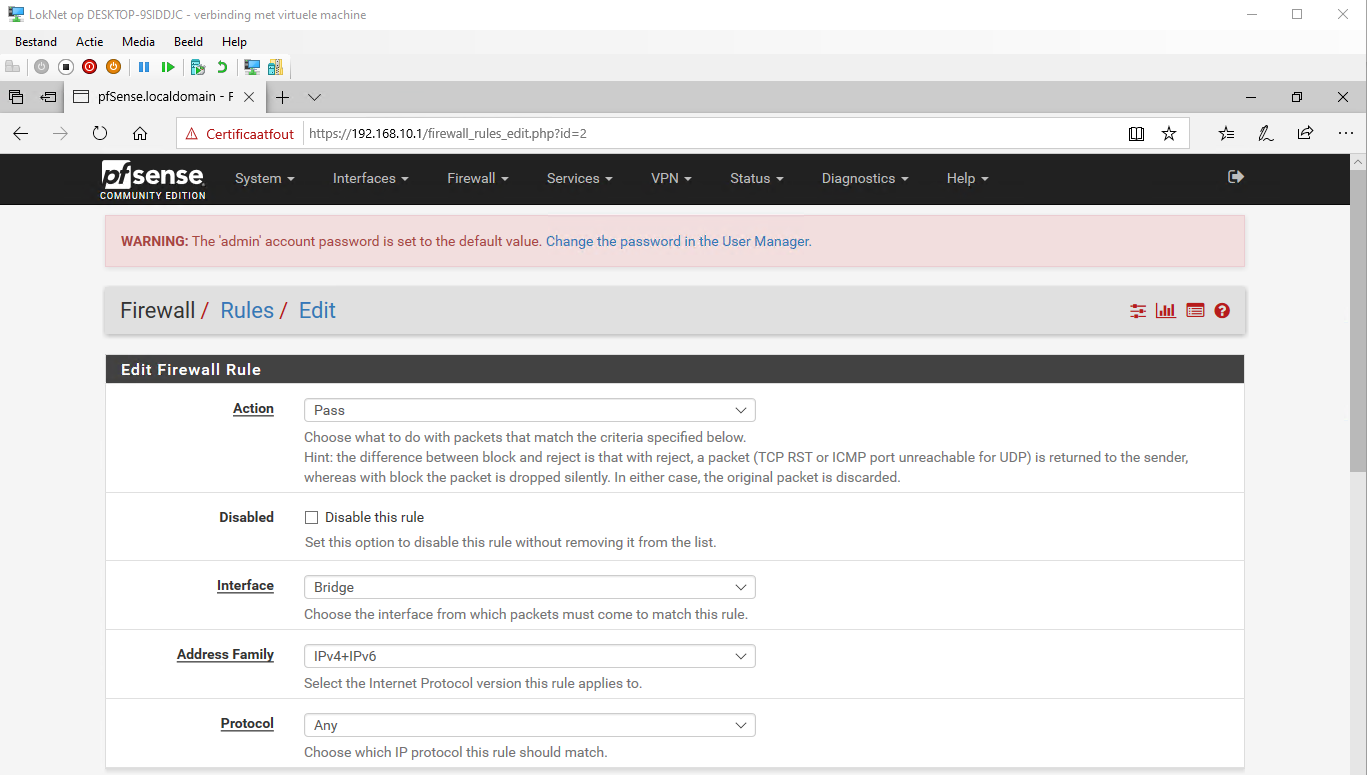 LokNet op DESKTOP-9SIDDJC - verbinding met virtuele machine
Bestand Actie Media Beeld Help
pfSense.localdomain - F
Certificaatfout https://192.168.10.1/firewall_rules_edit.php?id=2
pfsense
COMMUNITY EDITION
System Interfaces Firewall Services VPN Status Diagnostics Help
WARNING: The 'admin' account password is set to the default value. Change the password in the User Manager.
Firewall / Rules / Edit
Edit Firewall Rule
Action Pass
Choose what to do with packets that match the criteria specified below.
Hint: the difference between block and reject is that with reject, a packet (TCP RST or ICMP port unreachable for UDP) is returned to the sender,
whereas with block the packet is dropped silently. In either case, the original packet is discarded.
Disabled Disable this rule
Set this option to disable this rule without removing it from the list.
Interface Bridge
Choose the interface from which packets must come to match this rule.
Address Family IPv4+IPv6
Select the Internet Protocol version this rule applies to.
Protocol Any
Choose which IP protocol this rule should match.